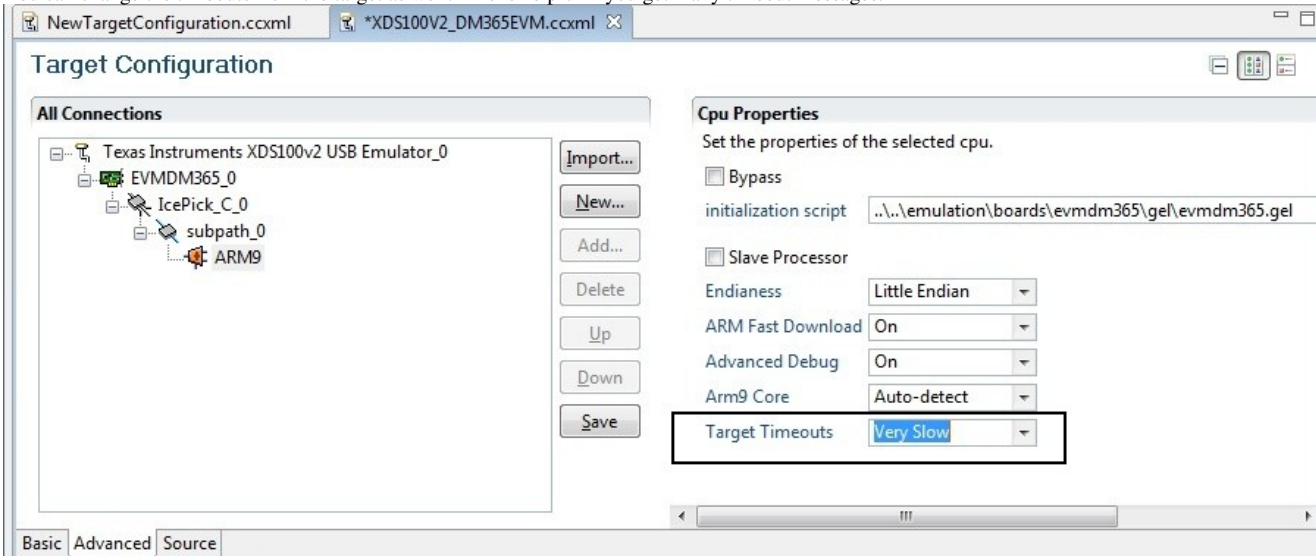 NewTargetConfiguration.ccxml
*XDS100V2_DM365EVM.ccxml
Target Configuration
All Connections
Texas Instruments XDS100v2 USB Emulator_0
EVMDM365_0
IcePick_C_0
subpath_0
ARM9
Import...
New...
Add...
Delete
Up
Down
Save
Cpu Properties
Set the properties of the selected cpu.
Bypass
initialization script ..\..\emulation\boards\evmdm365\gel\evmdm365.gel
Slave Processor
Endianess Little Endian
ARM Fast Download On
Advanced Debug On
Arm9 Core Auto-detect
Target Timeouts Very Slow
Basic Advanced Source